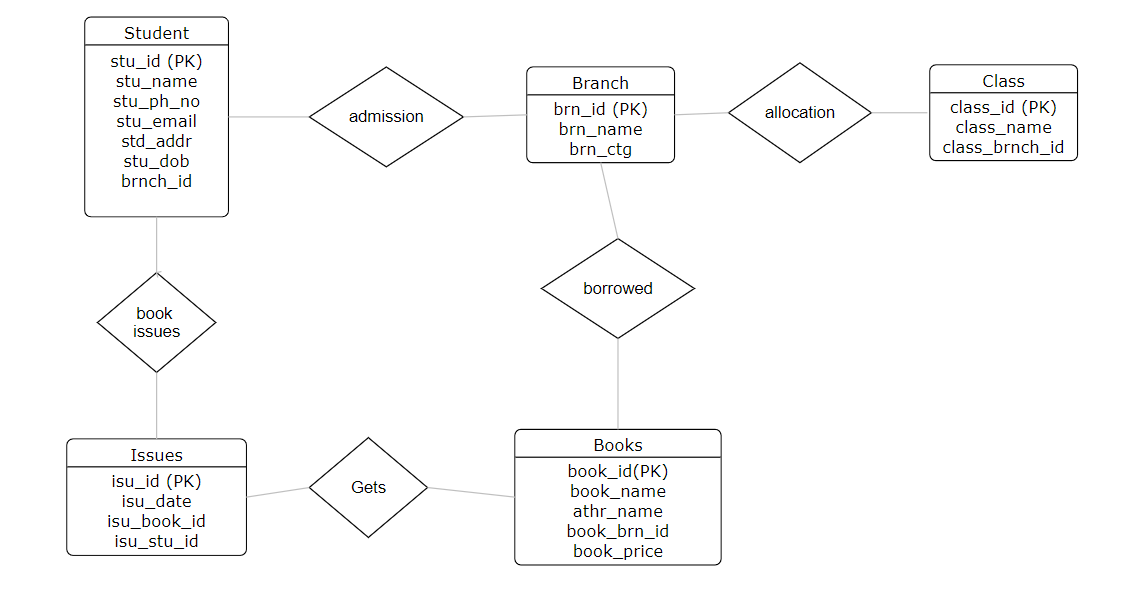 Student
stu_id (PK)
stu_name
stu_ph_no
stu_email
std_addr
stu_dob
brnch_id
admission
Branch
brn_id (PK)
brn_name
brn_ctg
allocation
Class
class_id (PK)
class_name
class_brnch_id
book
issues
borrowed
Issues
isu_id (PK)
isu_date
isu_book_id
isu_stu_id
Gets
Books
book_id(PK)
book_name
athr_name
book_brn_id
book_price